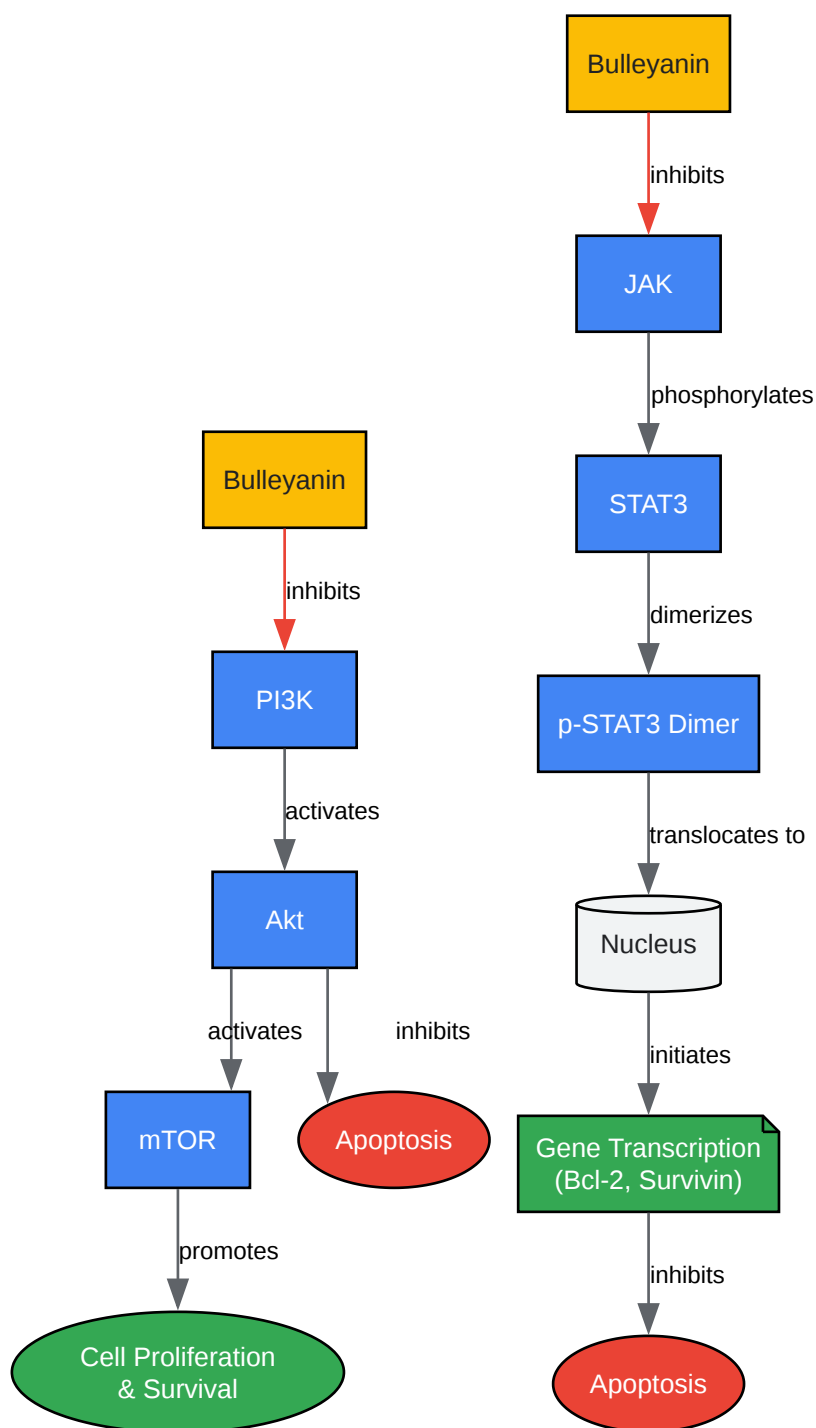 Bulleyanin
inhibits
JAK
phosphorylates
STAT3
dimerizes
p-STAT3 Dimer
translocates to
Nucleus
initiates
Gene Transcription
(Bcl-2, Survivin)
inhibits
Apoptosis
Bulleyanin
inhibits
PI3K
activates
Akt
activates
inhibits
mTOR
Apoptosis
promotes
Cell Proliferation
& Survival